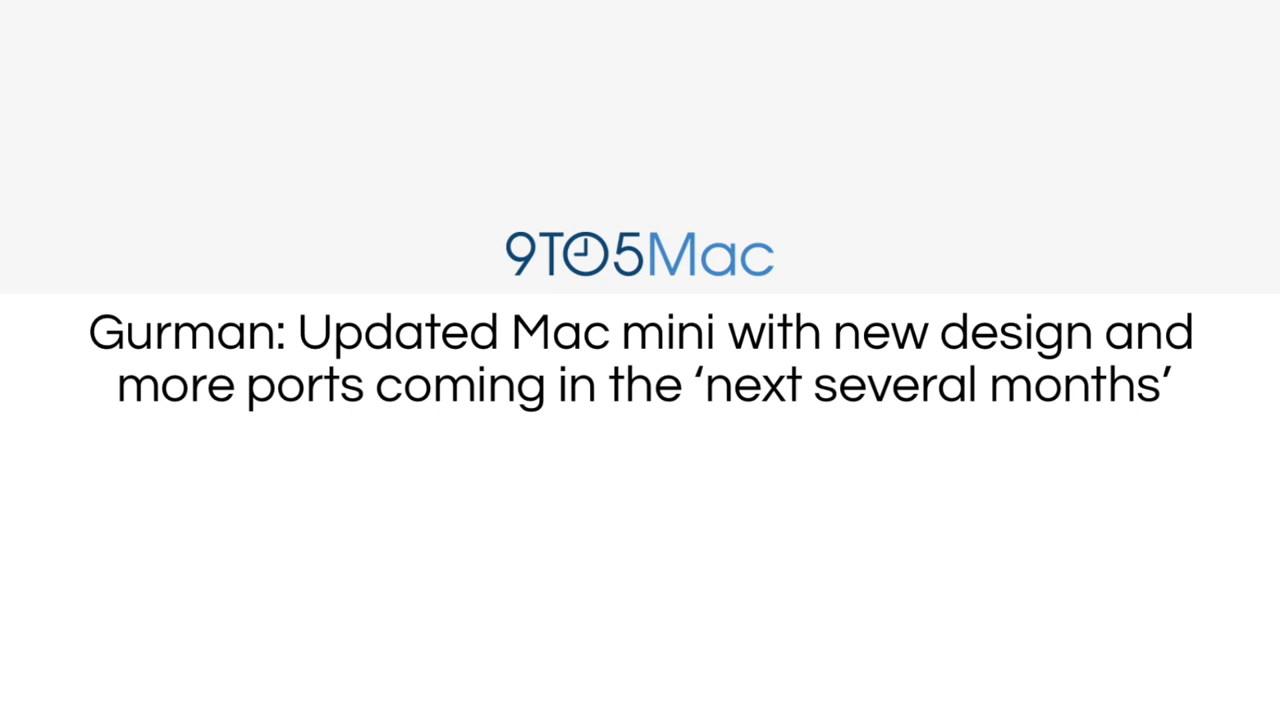 9TO5Mac
Gurman: Updated Mac mini with new design and
more ports coming in the ‘next several months’